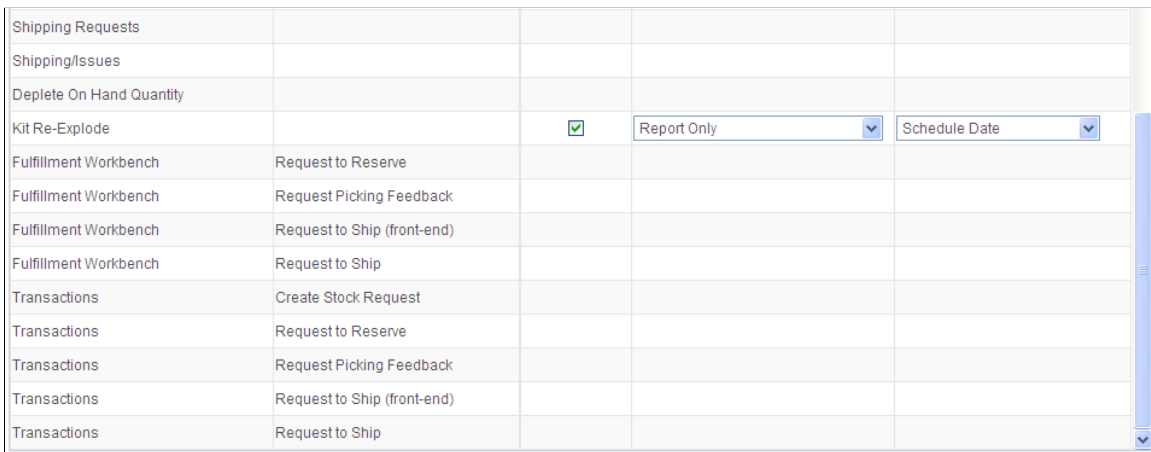 Shipping Requests
Shipping/Issues
Deplete On Hand Quantity
Kit Re-Explode Report Only Schedule Date
Fulfillment Workbench Request to Reserve
Fulfillment Workbench Request Picking Feedback
Fulfillment Workbench Request to Ship (front-end)
Fulfillment Workbench Request to Ship
Transactions Create Stock Request
Transactions Request to Reserve
Transactions Request Picking Feedback
Transactions Request to Ship (front-end)
Transactions Request to Ship